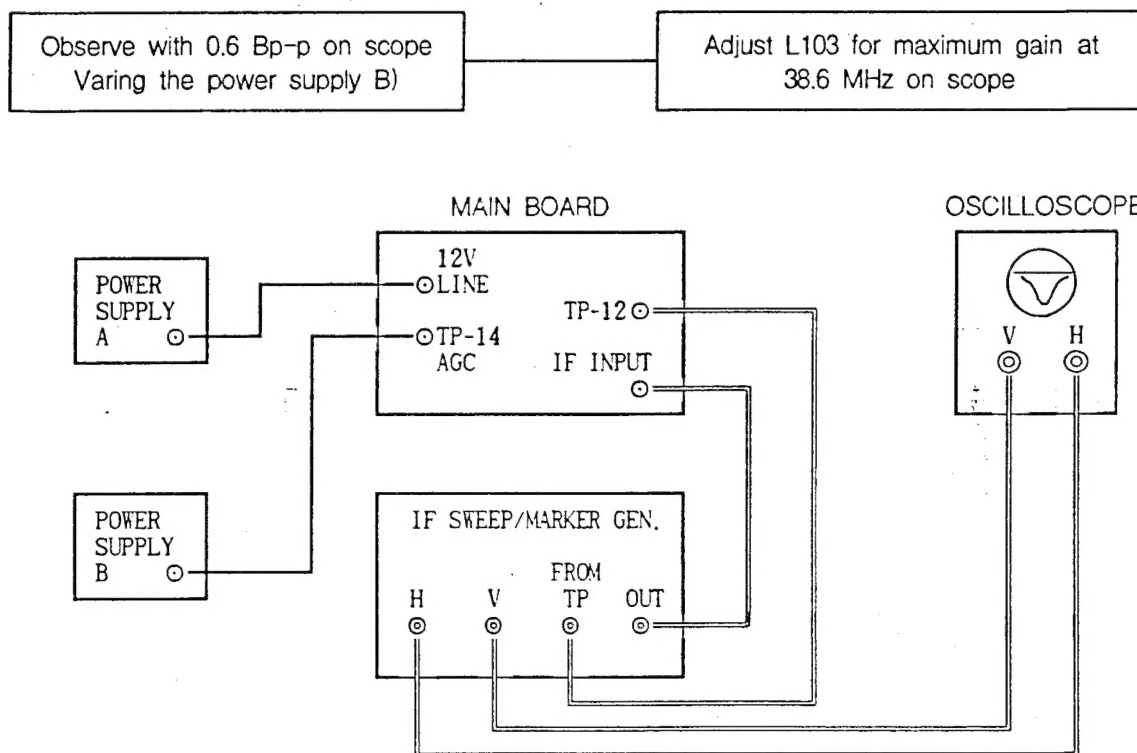 Observe with 0.6 Bp-p on scope
Varing the power supply B)
Adjust L103 for maximum gain at
38.6 MHz on scope
MAIN BOARD
OSCILLOSCOPE
POWER
SUPPLY
A
12V
LINE
TP-14
AGC
TP-12
IF INPUT
V H
POWER
SUPPLY
B
IF SWEEP/MARKER GEN.
H V FROM TP OUT